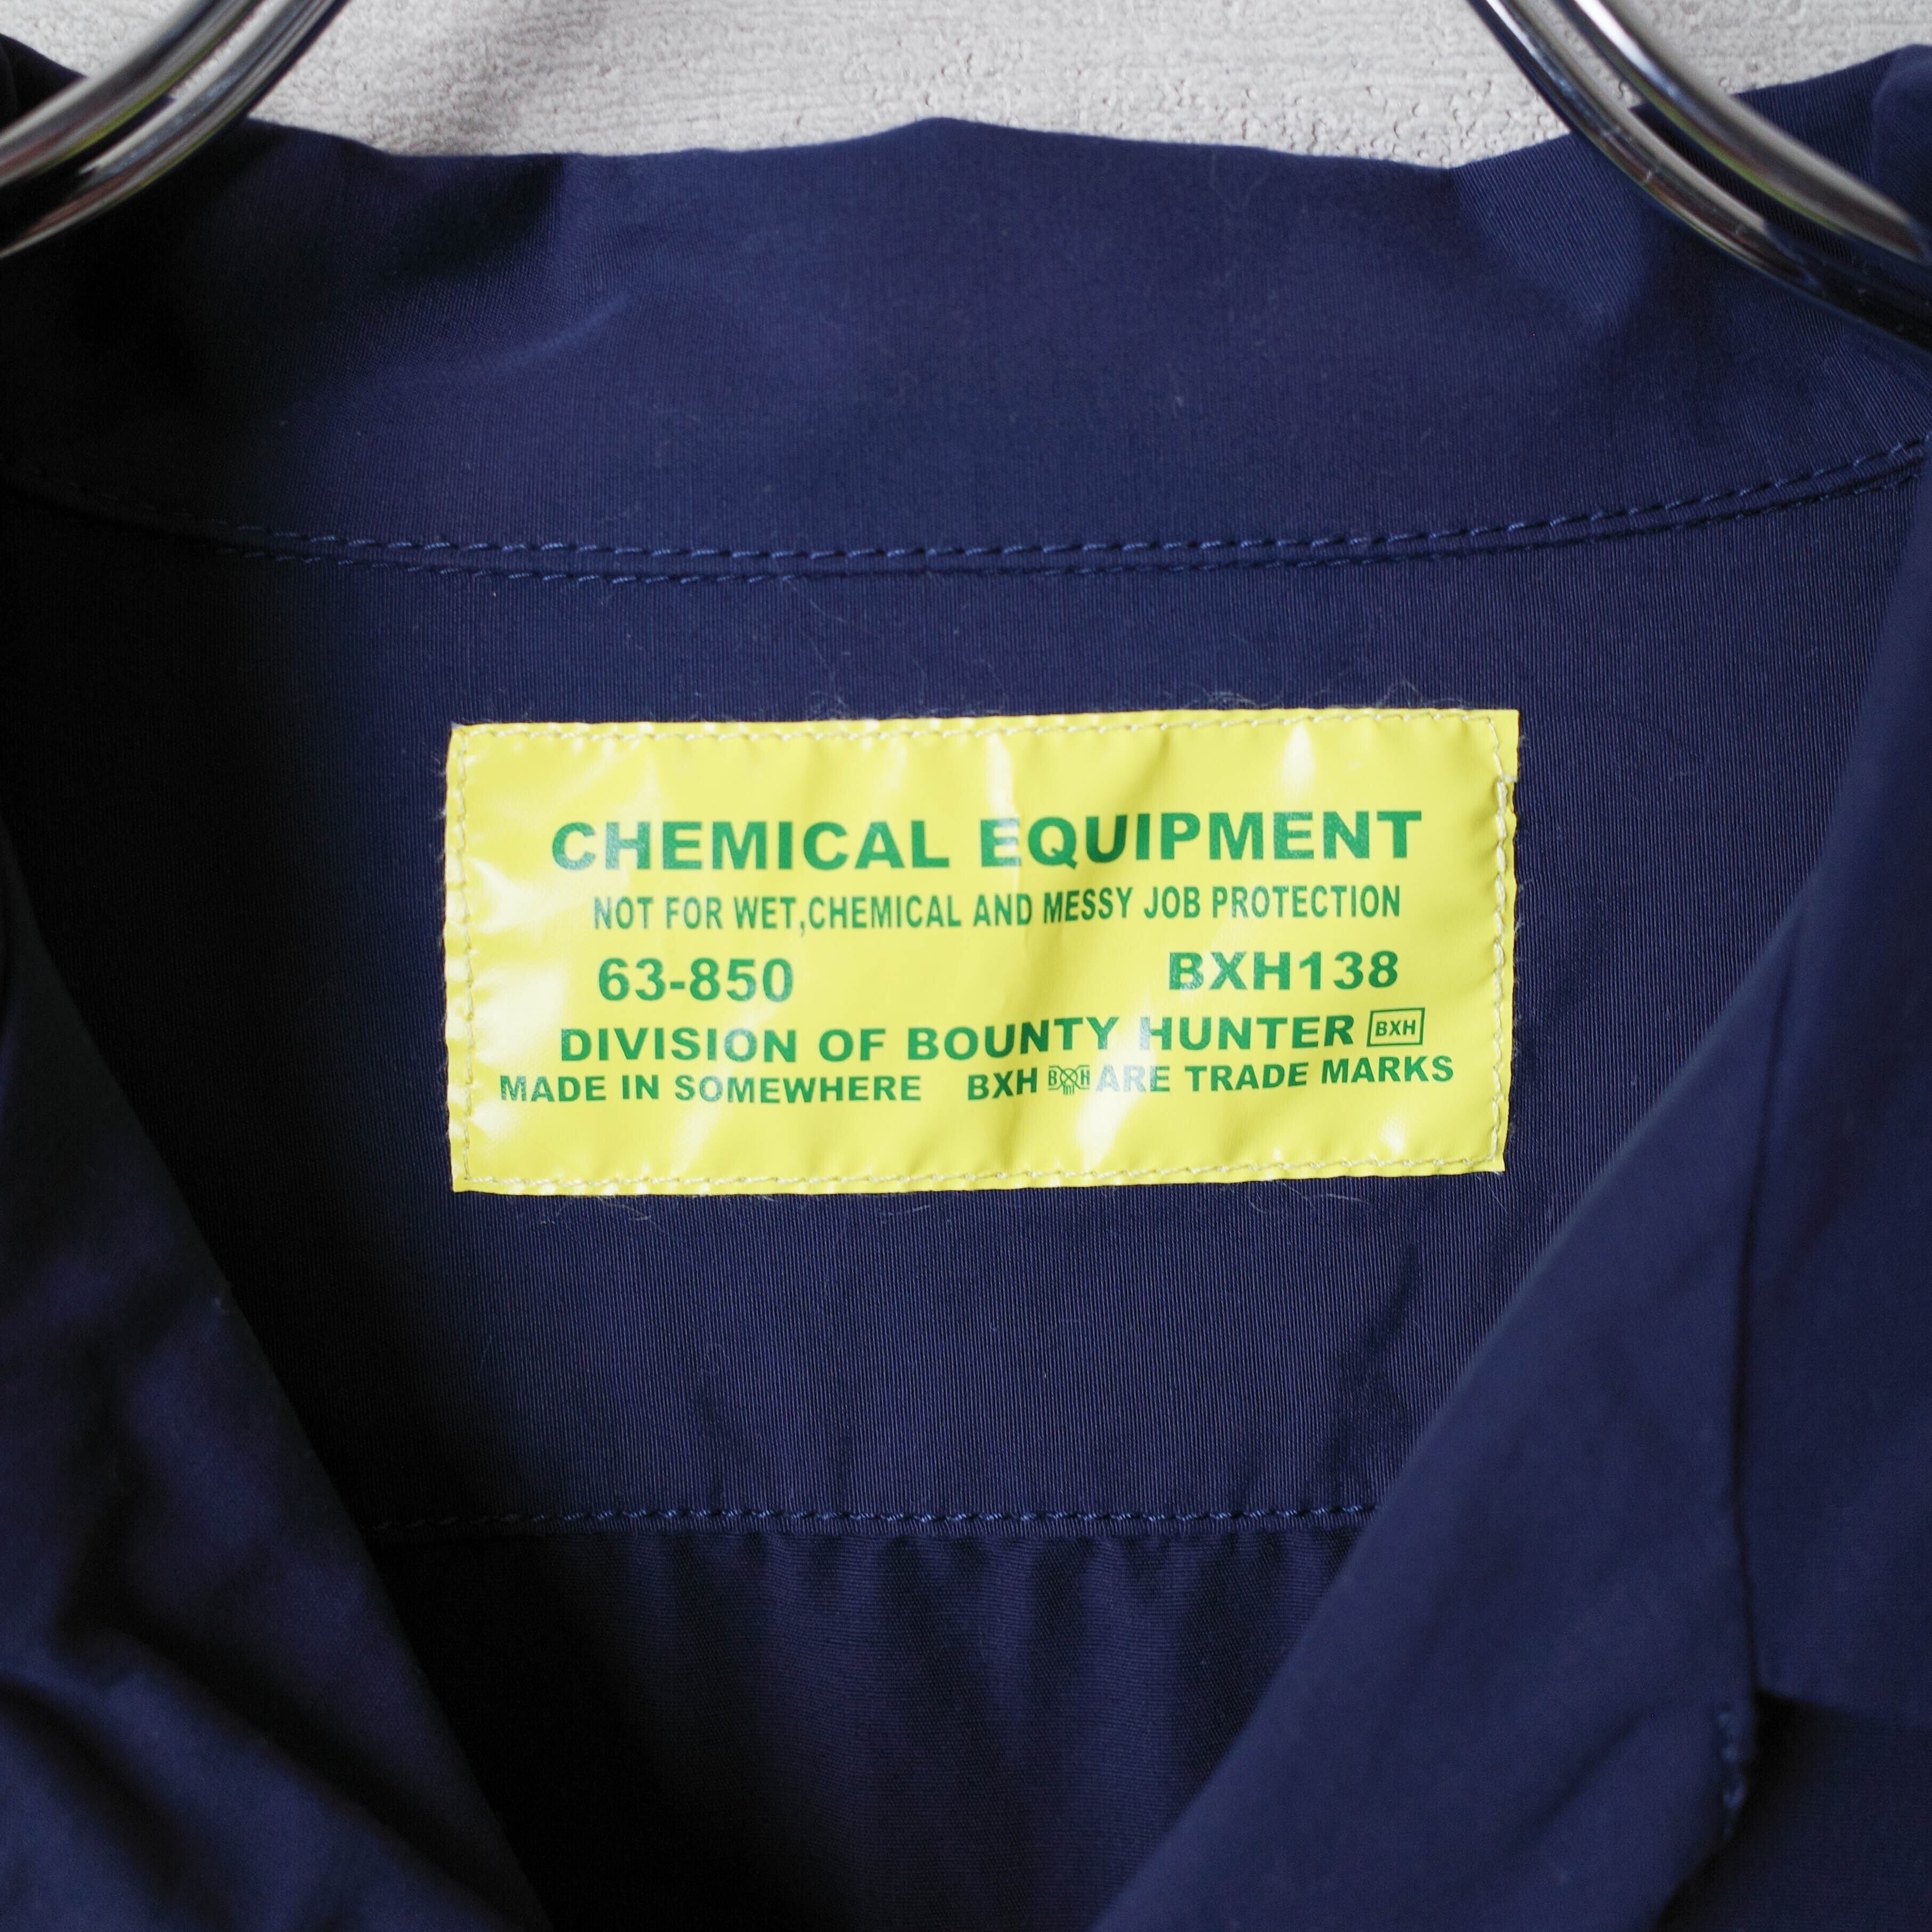 CHEMICAL EQUIPMENT
NOT FOR WET,CHEMICAL AND MESSY JOB PROTECTION
63-850 BXH138
DIVISION OF BOUNTY HUNTER BXH
MADE IN SOMEWHERE BXH B H ARE TRADE MARKS